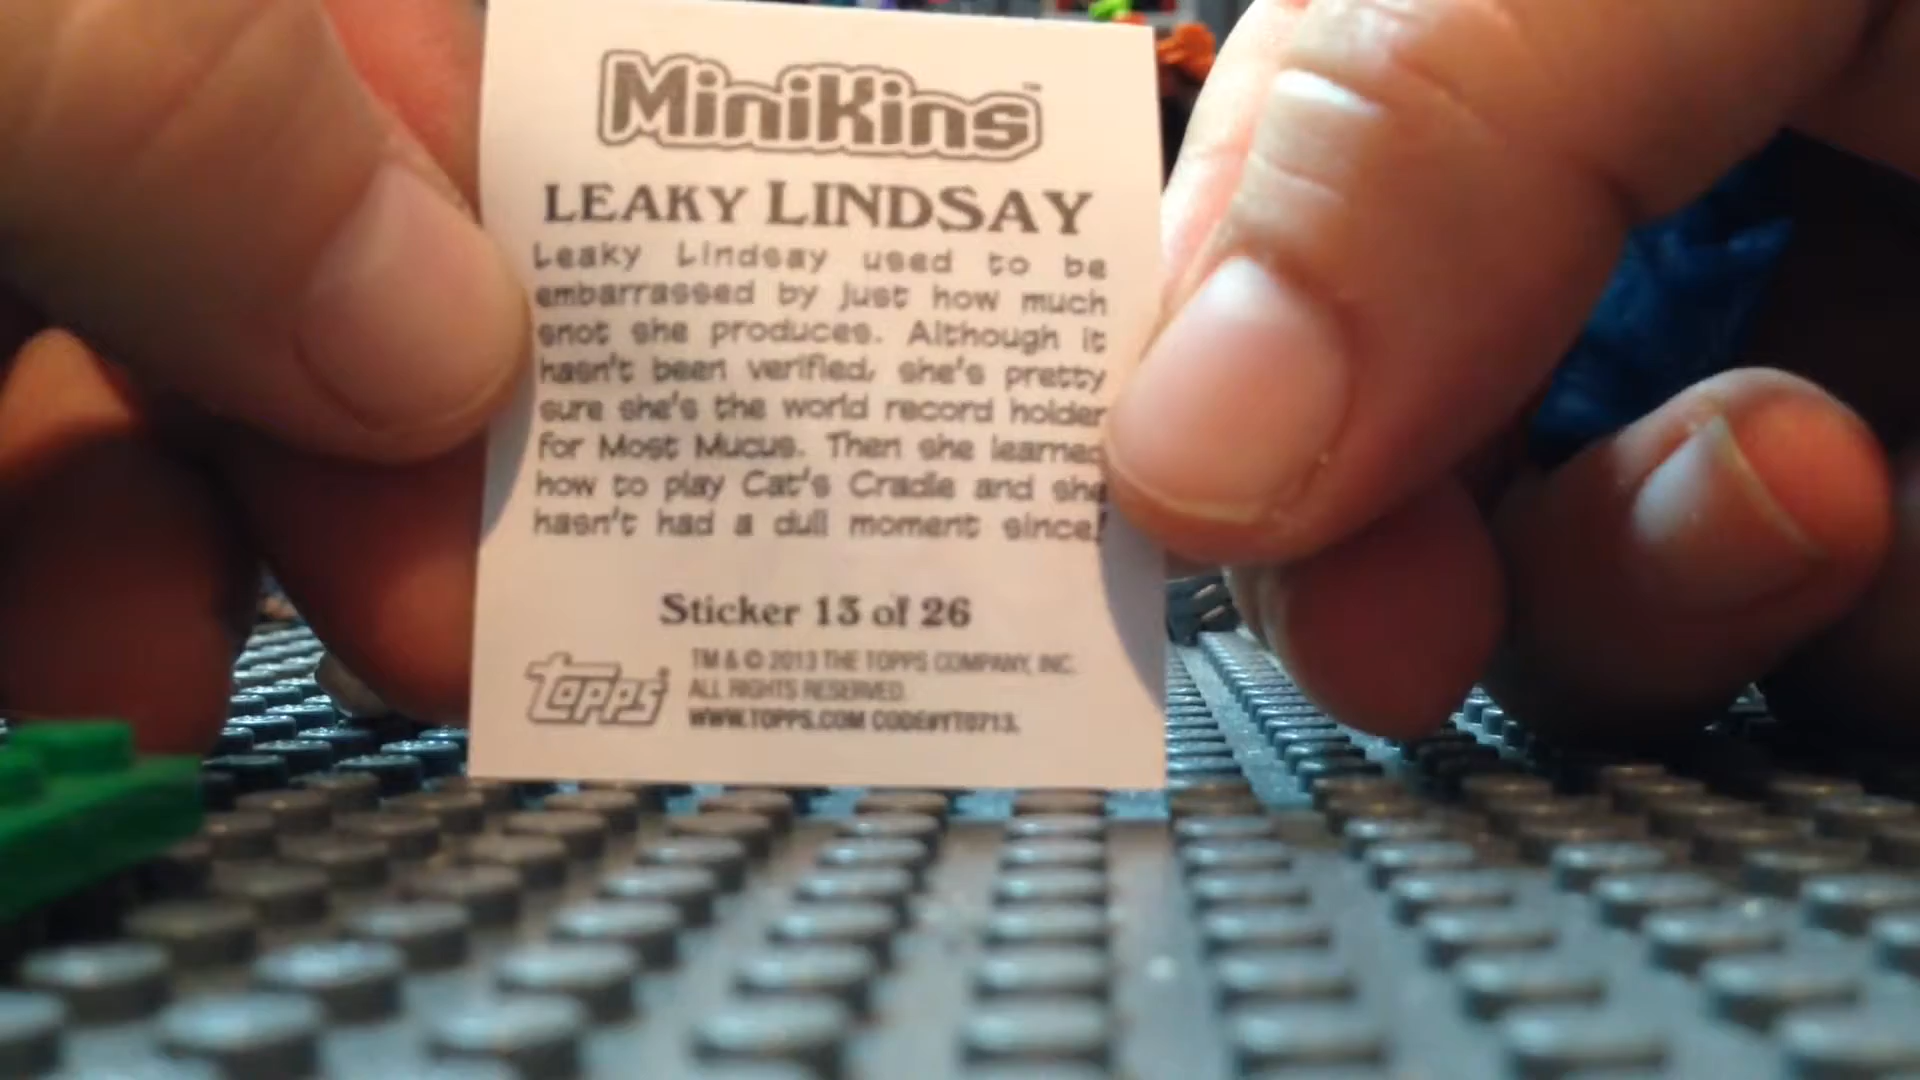 MiniKins™
LEAKY LINDSAY
Leaky Lindsay used to be
embarrassed by just how much
snot she produces. Although it
hasn't been verified, she's pretty
sure she's the world record holder
for Most Mucus. Then she learned
how to play Cat's Cradle and she
hasn't had a dull moment since!
Sticker 13 of 26
Topps®
TM & © 2013 THE TOPPS COMPANY, INC.
ALL RIGHTS RESERVED.
WWW.TOPPS.COM CODE#YT0713.